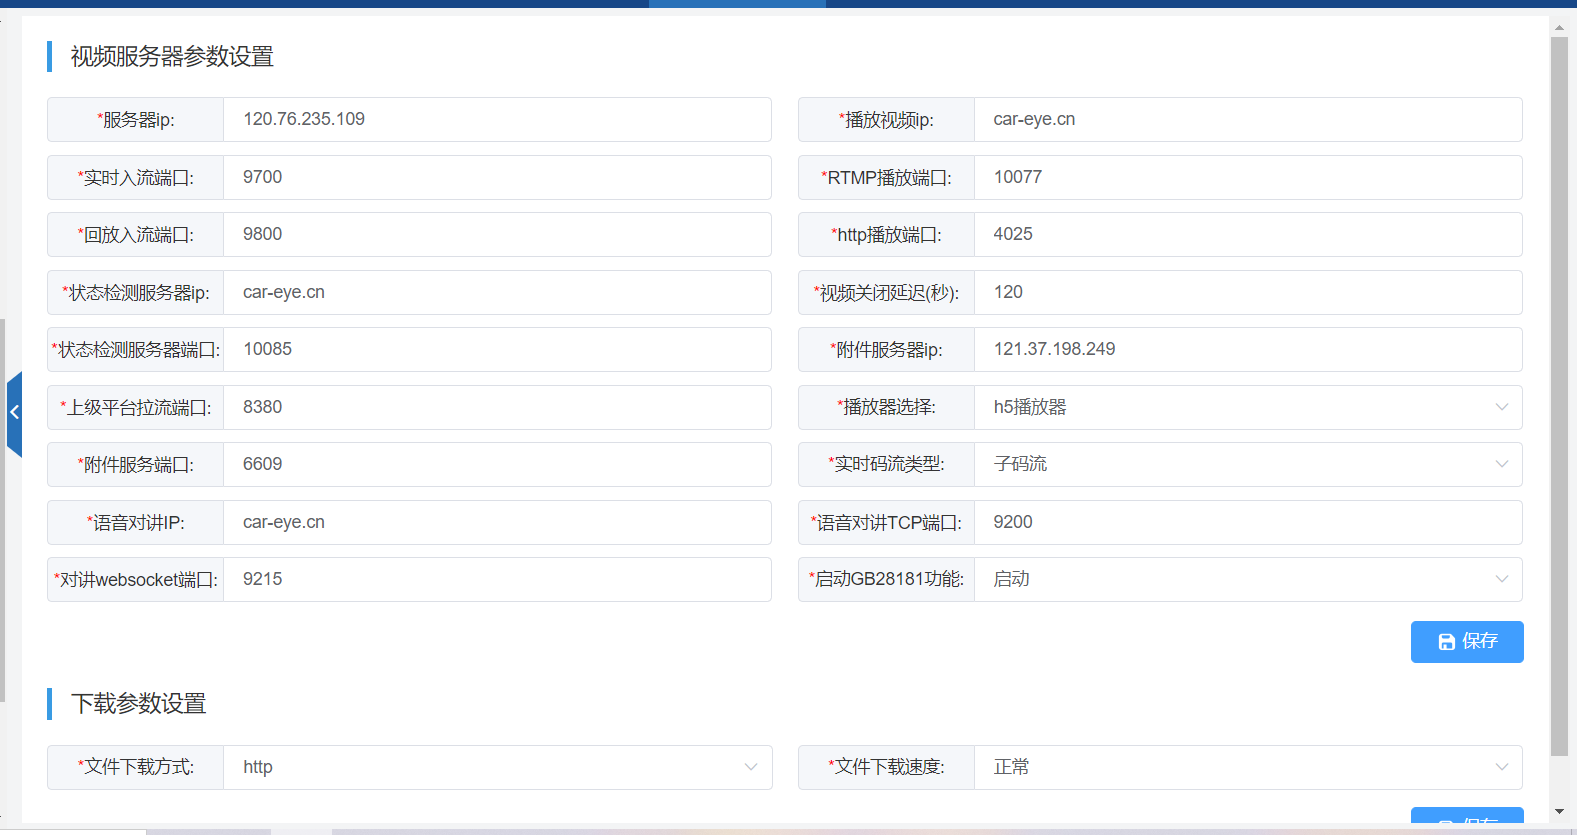 视频服务器参数设置
*服务器ip: 120.76.235.109 *播放视频ip: car-eye.cn
*实时入流端口: 9700 *RTMP播放端口: 10077
*回放入流端口: 9800 *http播放端口: 4025
*状态检测服务器ip: car-eye.cn *视频关闭延迟(秒): 120
*状态检测服务器端口: 10085 *附件服务器ip: 121.37.198.249
*上级平台拉流端口: 8380 *播放器选择: h5播放器
*附件服务端口: 6609 *实时码流类型: 子码流
*语音对讲IP: car-eye.cn *语音对讲TCP端口: 9200
*对讲websocket端口: 9215 *启动GB28181功能: 启动
保存
下载参数设置
*文件下载方式: http *文件下载速度: 正常
保存